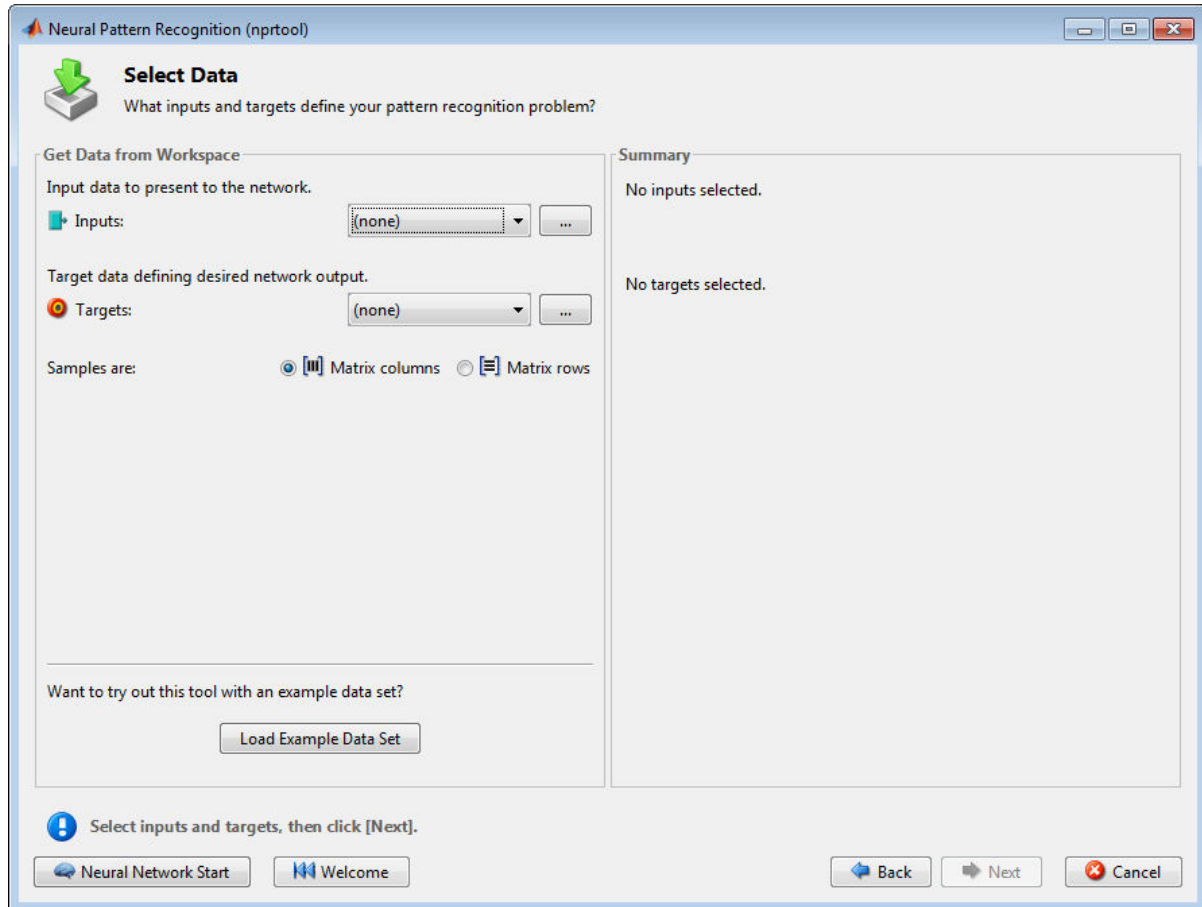 Neural Pattern Recognition (nprtool)
Select Data
What inputs and targets define your pattern recognition problem?
Get Data from Workspace
Input data to present to the network.
Inputs: (none) ...
Target data defining desired network output.
Targets: (none) ...
Samples are: Matrix columns Matrix rows
Want to try out this tool with an example data set?
Load Example Data Set
Summary
No inputs selected.
No targets selected.
Select inputs and targets, then click [Next].
Neural Network Start Welcome Back Next Cancel